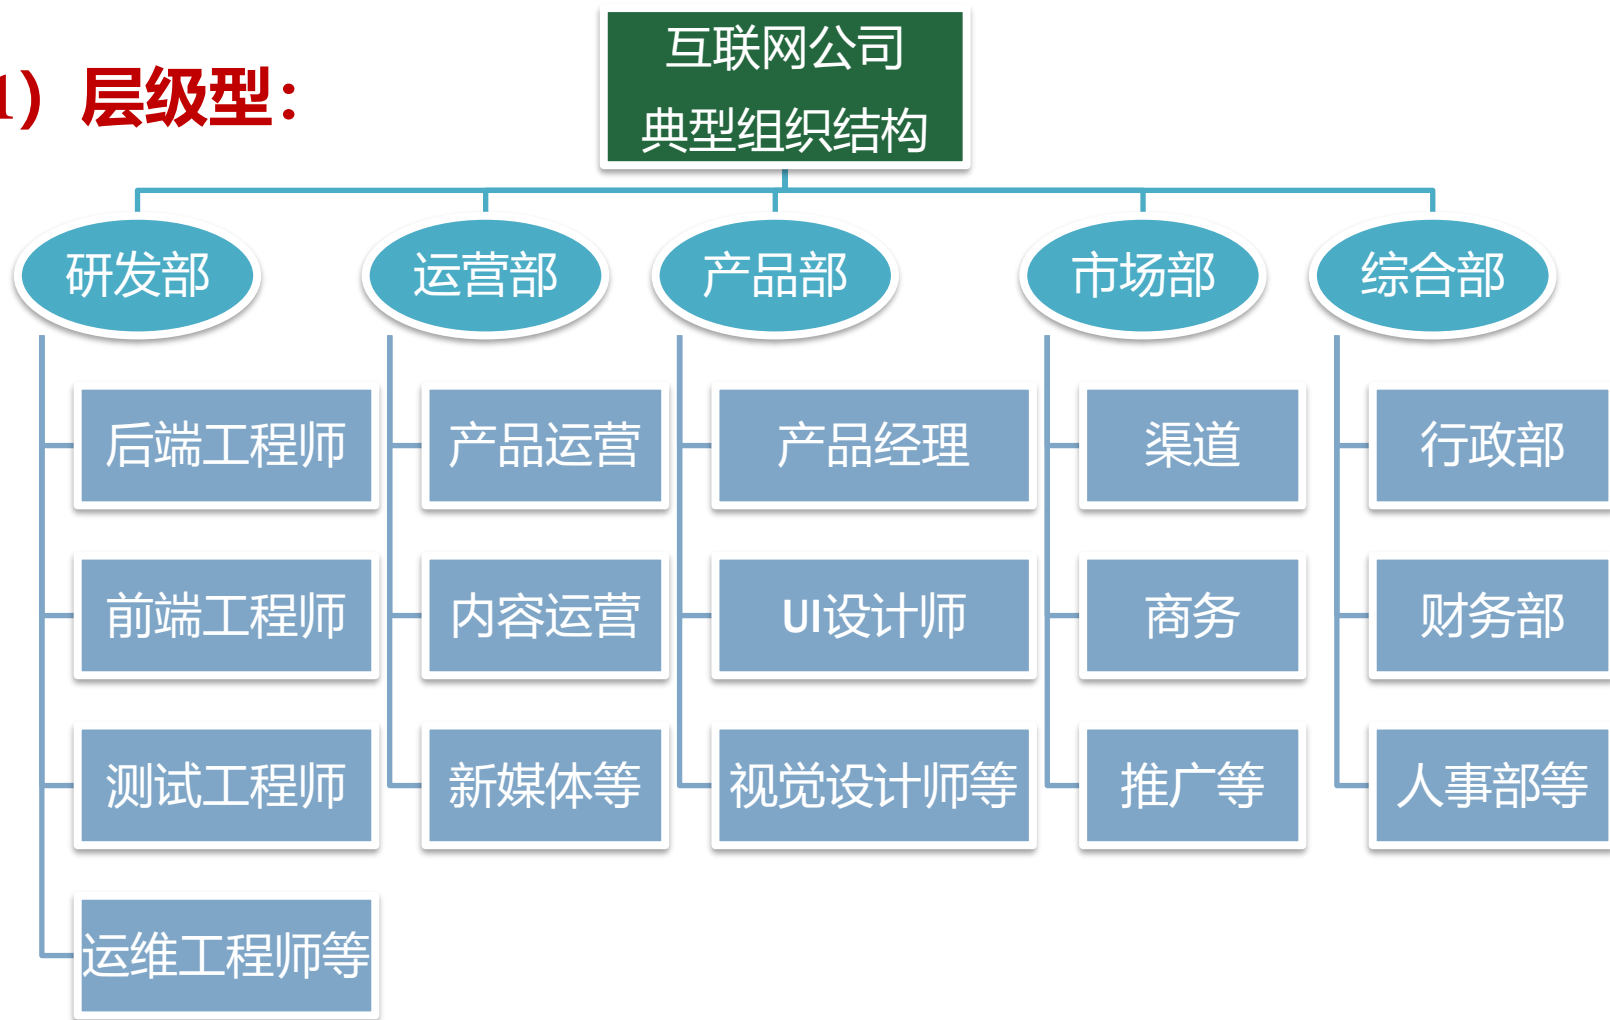 1）层级型：
互联网公司
典型组织结构
研发部
运营部
产品部
市场部
综合部
后端工程师
产品运营
产品经理
渠道
行政部
前端工程师
内容运营
UI设计师
商务
财务部
测试工程师
新媒体等
视觉设计师等
推广等
人事部等
运维工程师等